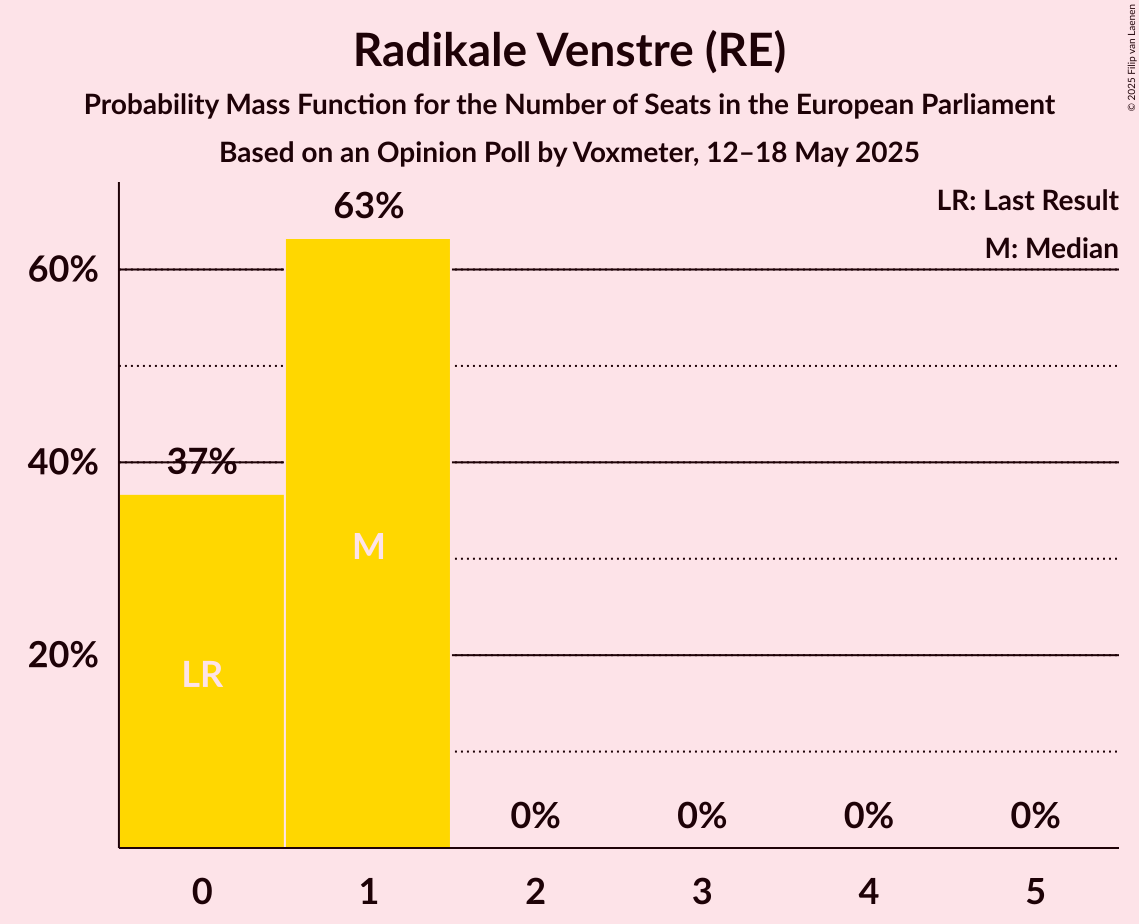 Radikale Venstre (RE)
Probability Mass Function for the Number of Seats in the European Parliament
Based on an Opinion Poll by Voxmeter, 12–18 May 2025
© 2025 Filip van Laenen
LR: Last Result
M: Median
63%
60%
40%
37%
M
20%
LR
0%
0%
0%
0%
0
1
2
3
4
5